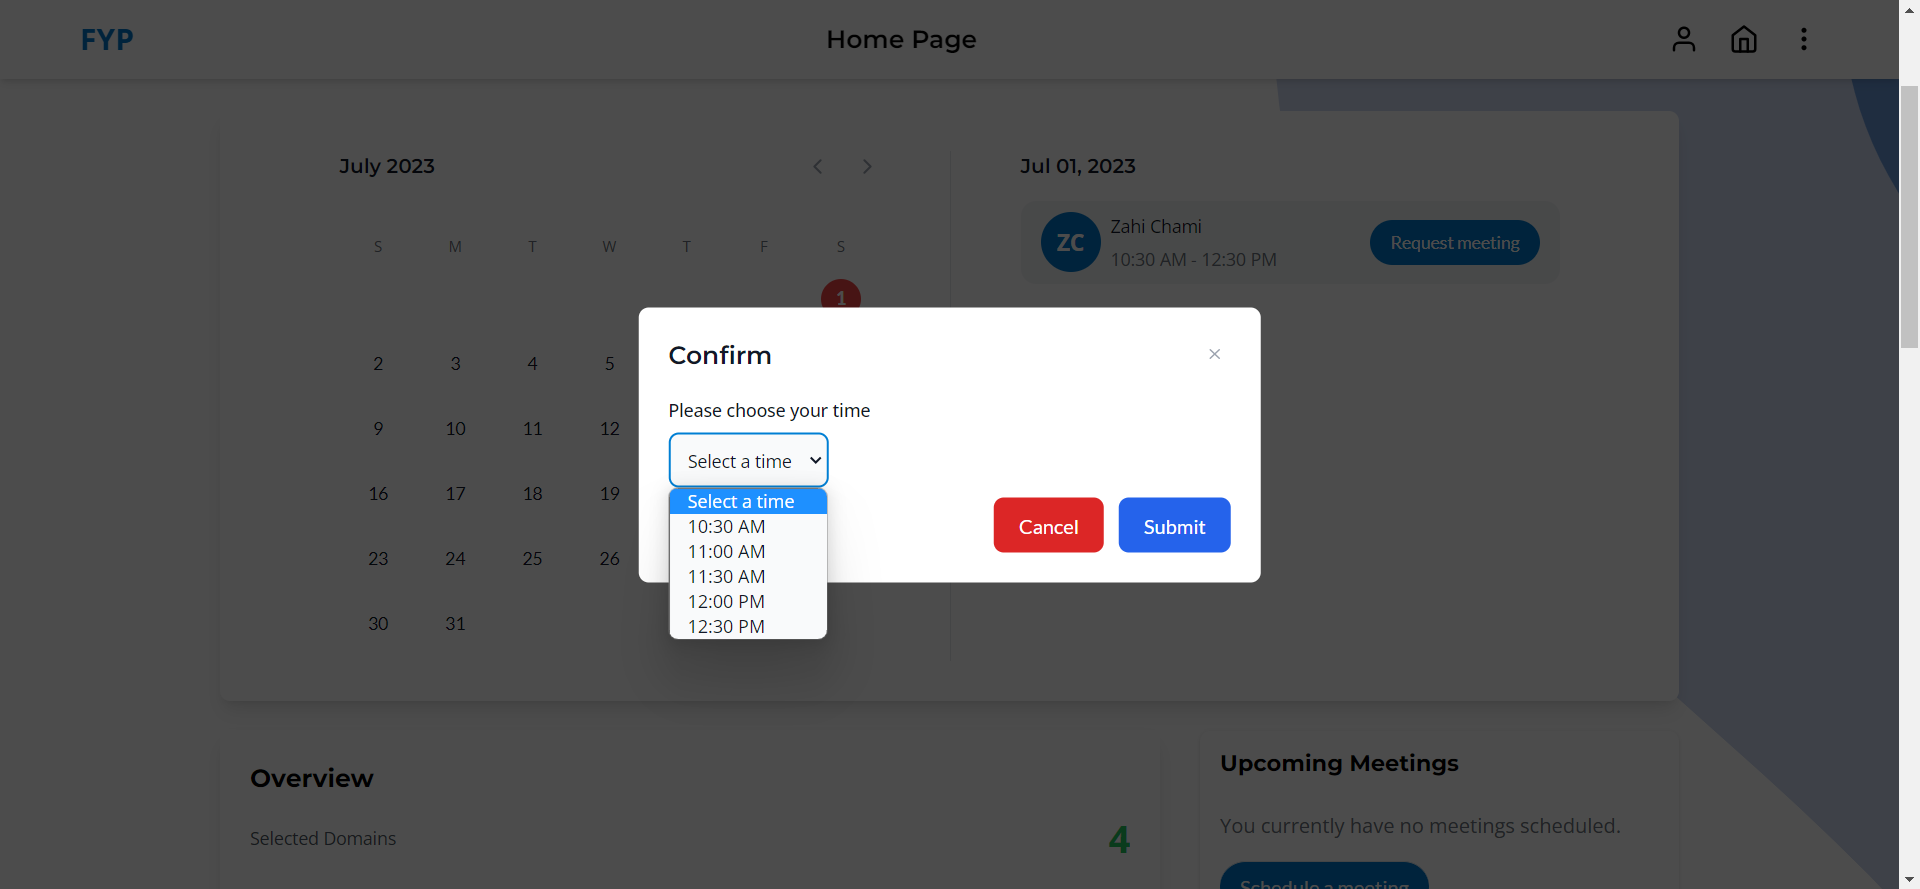 FYP
Home Page
July 2023
S M T W T F S
1
2 3 4 5
9 10 11 12
16 17 18 19
23 24 25 26
30 31
Jul 01, 2023
ZC
Zahi Chami
10:30 AM - 12:30 PM
Request meeting
Confirm
×
Please choose your time
Select a time
Select a time
10:30 AM
11:00 AM
11:30 AM
12:00 PM
12:30 PM
Cancel
Submit
Overview
Selected Domains
4
Upcoming Meetings
You currently have no meetings scheduled.
Schedule a meeting